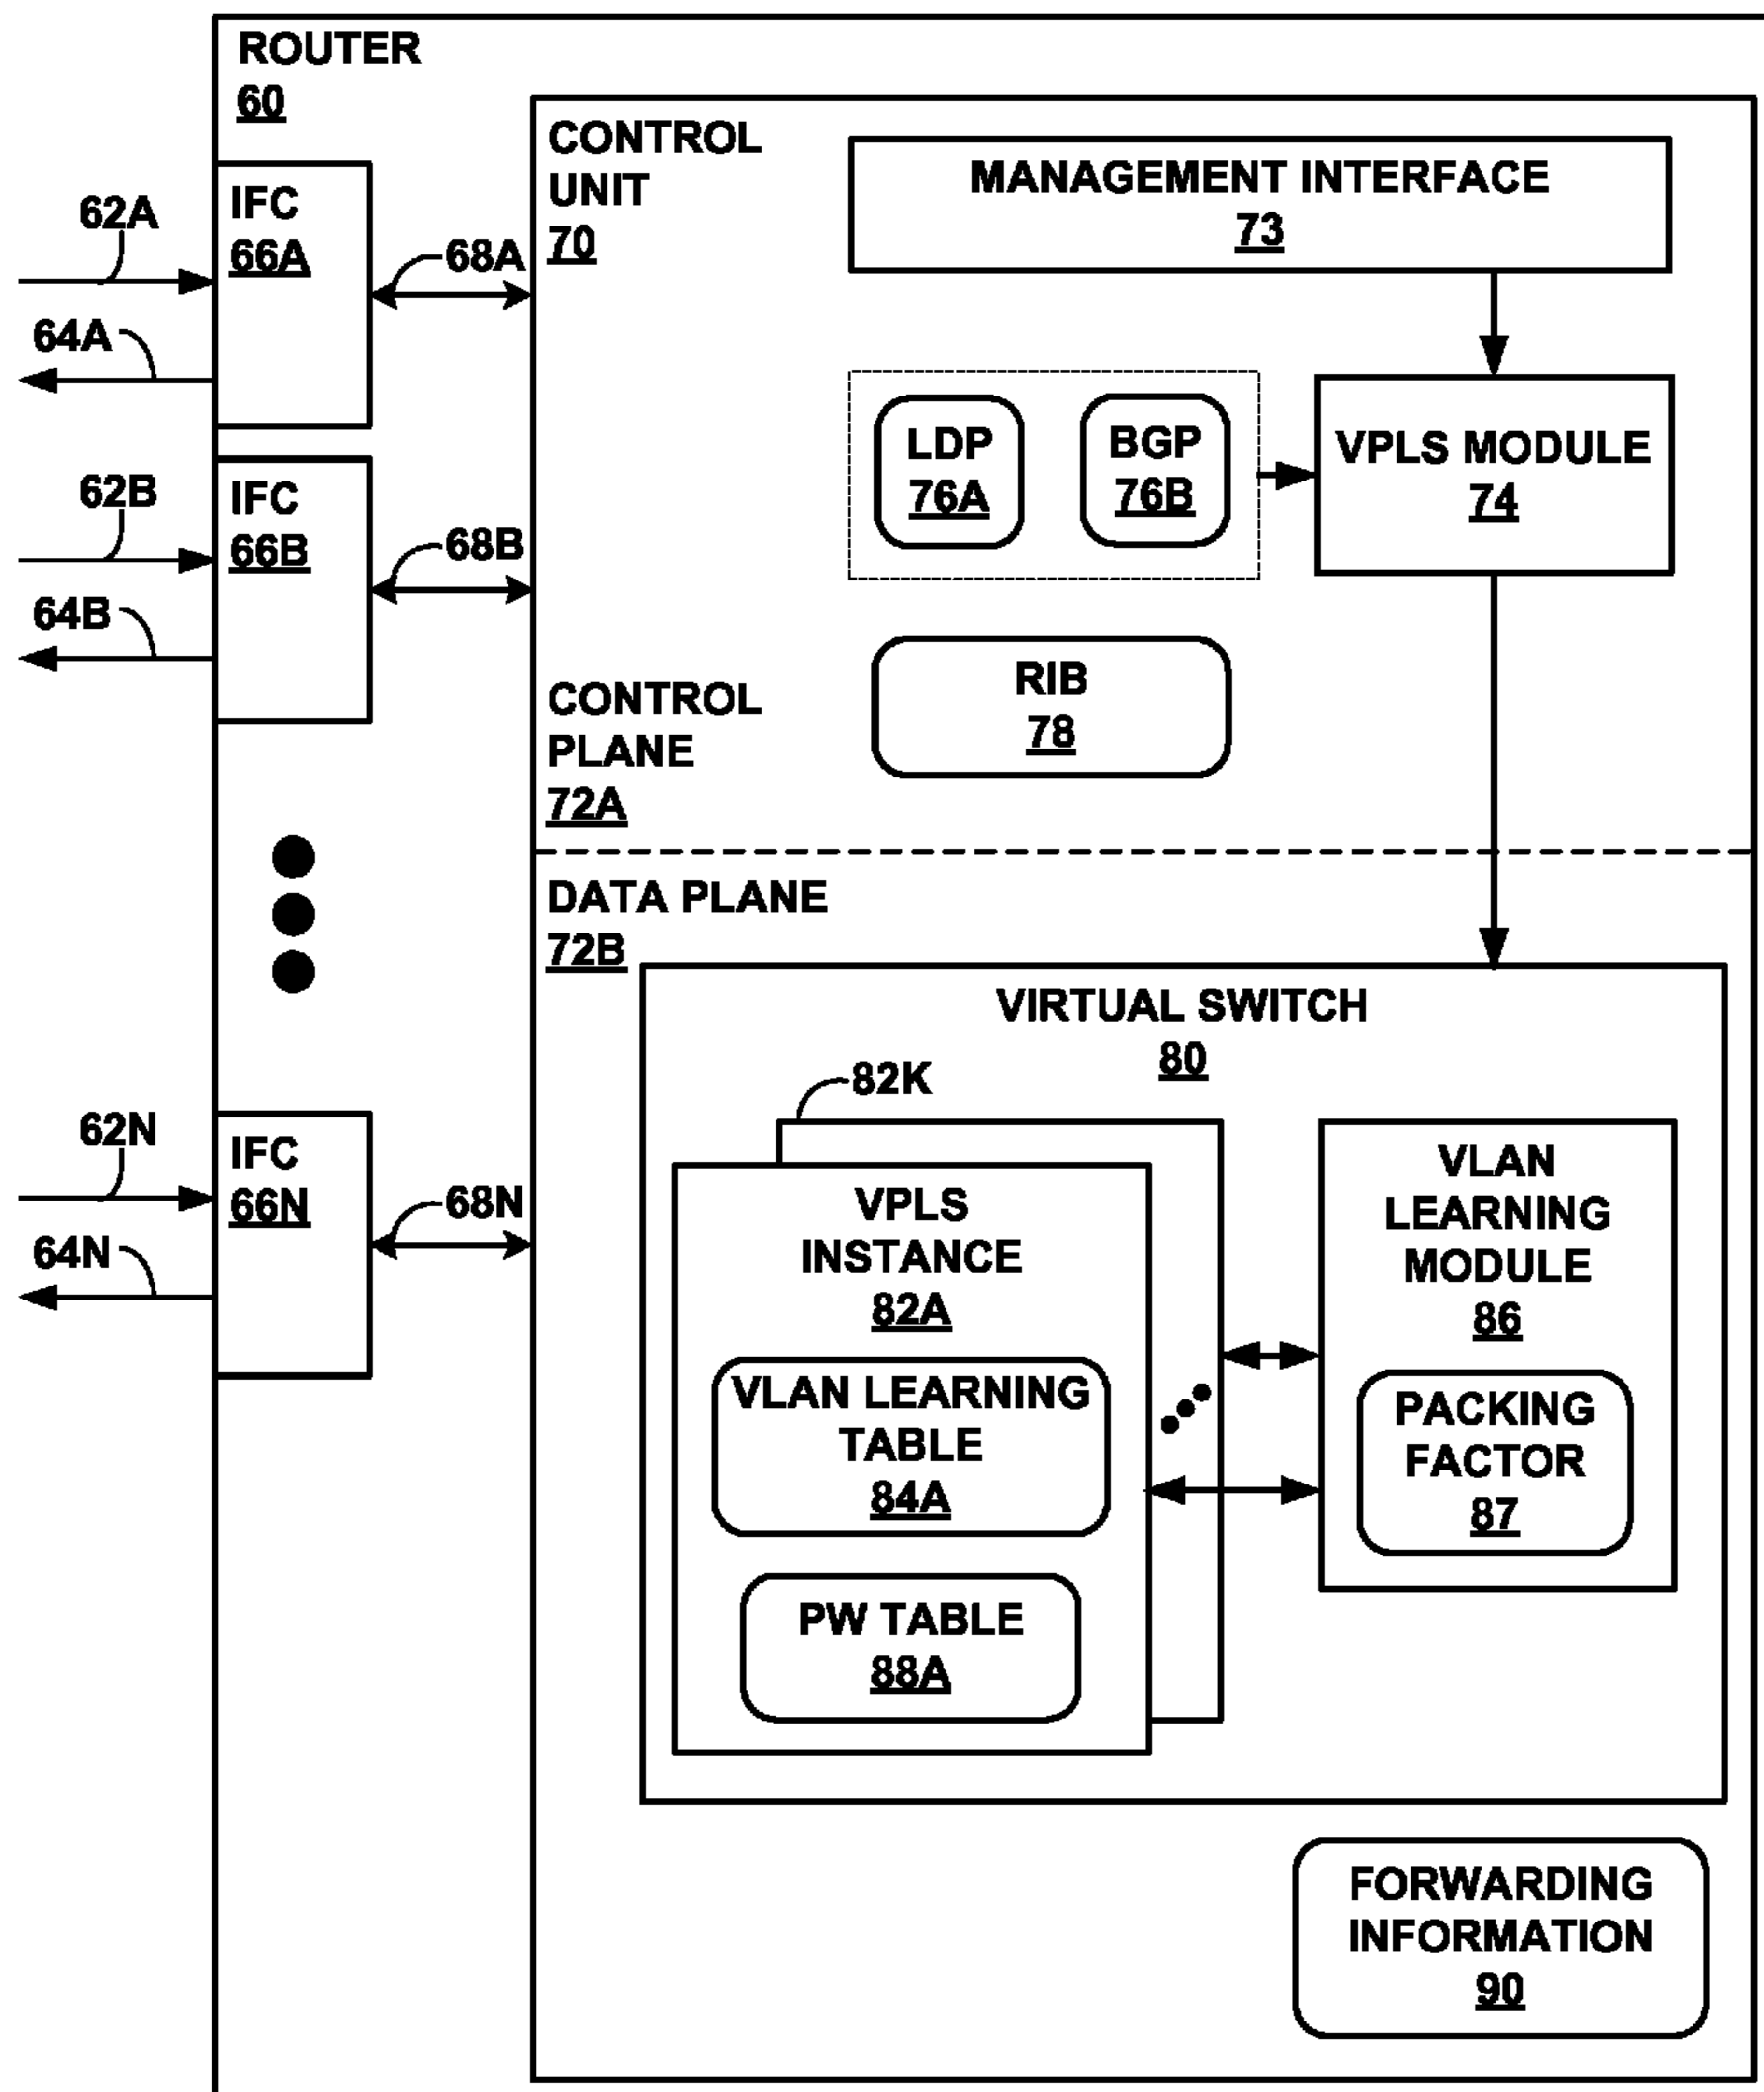 ROUTER
60
IFC
66A
62A
64A
68A
IFC
66B
62B
64B
68B
IFC
66N
62N
64N
68N
CONTROL
UNIT
70
MANAGEMENT INTERFACE
73
LDP
76A
BGP
76B
VPLS MODULE
74
RIB
78
CONTROL
PLANE
72A
DATA PLANE
72B
VIRTUAL SWITCH
80
82K
VPLS
INSTANCE
82A
VLAN LEARNING
TABLE
84A
PW TABLE
88A
VLAN
LEARNING
MODULE
86
PACKING
FACTOR
87
FORWARDING
INFORMATION
90